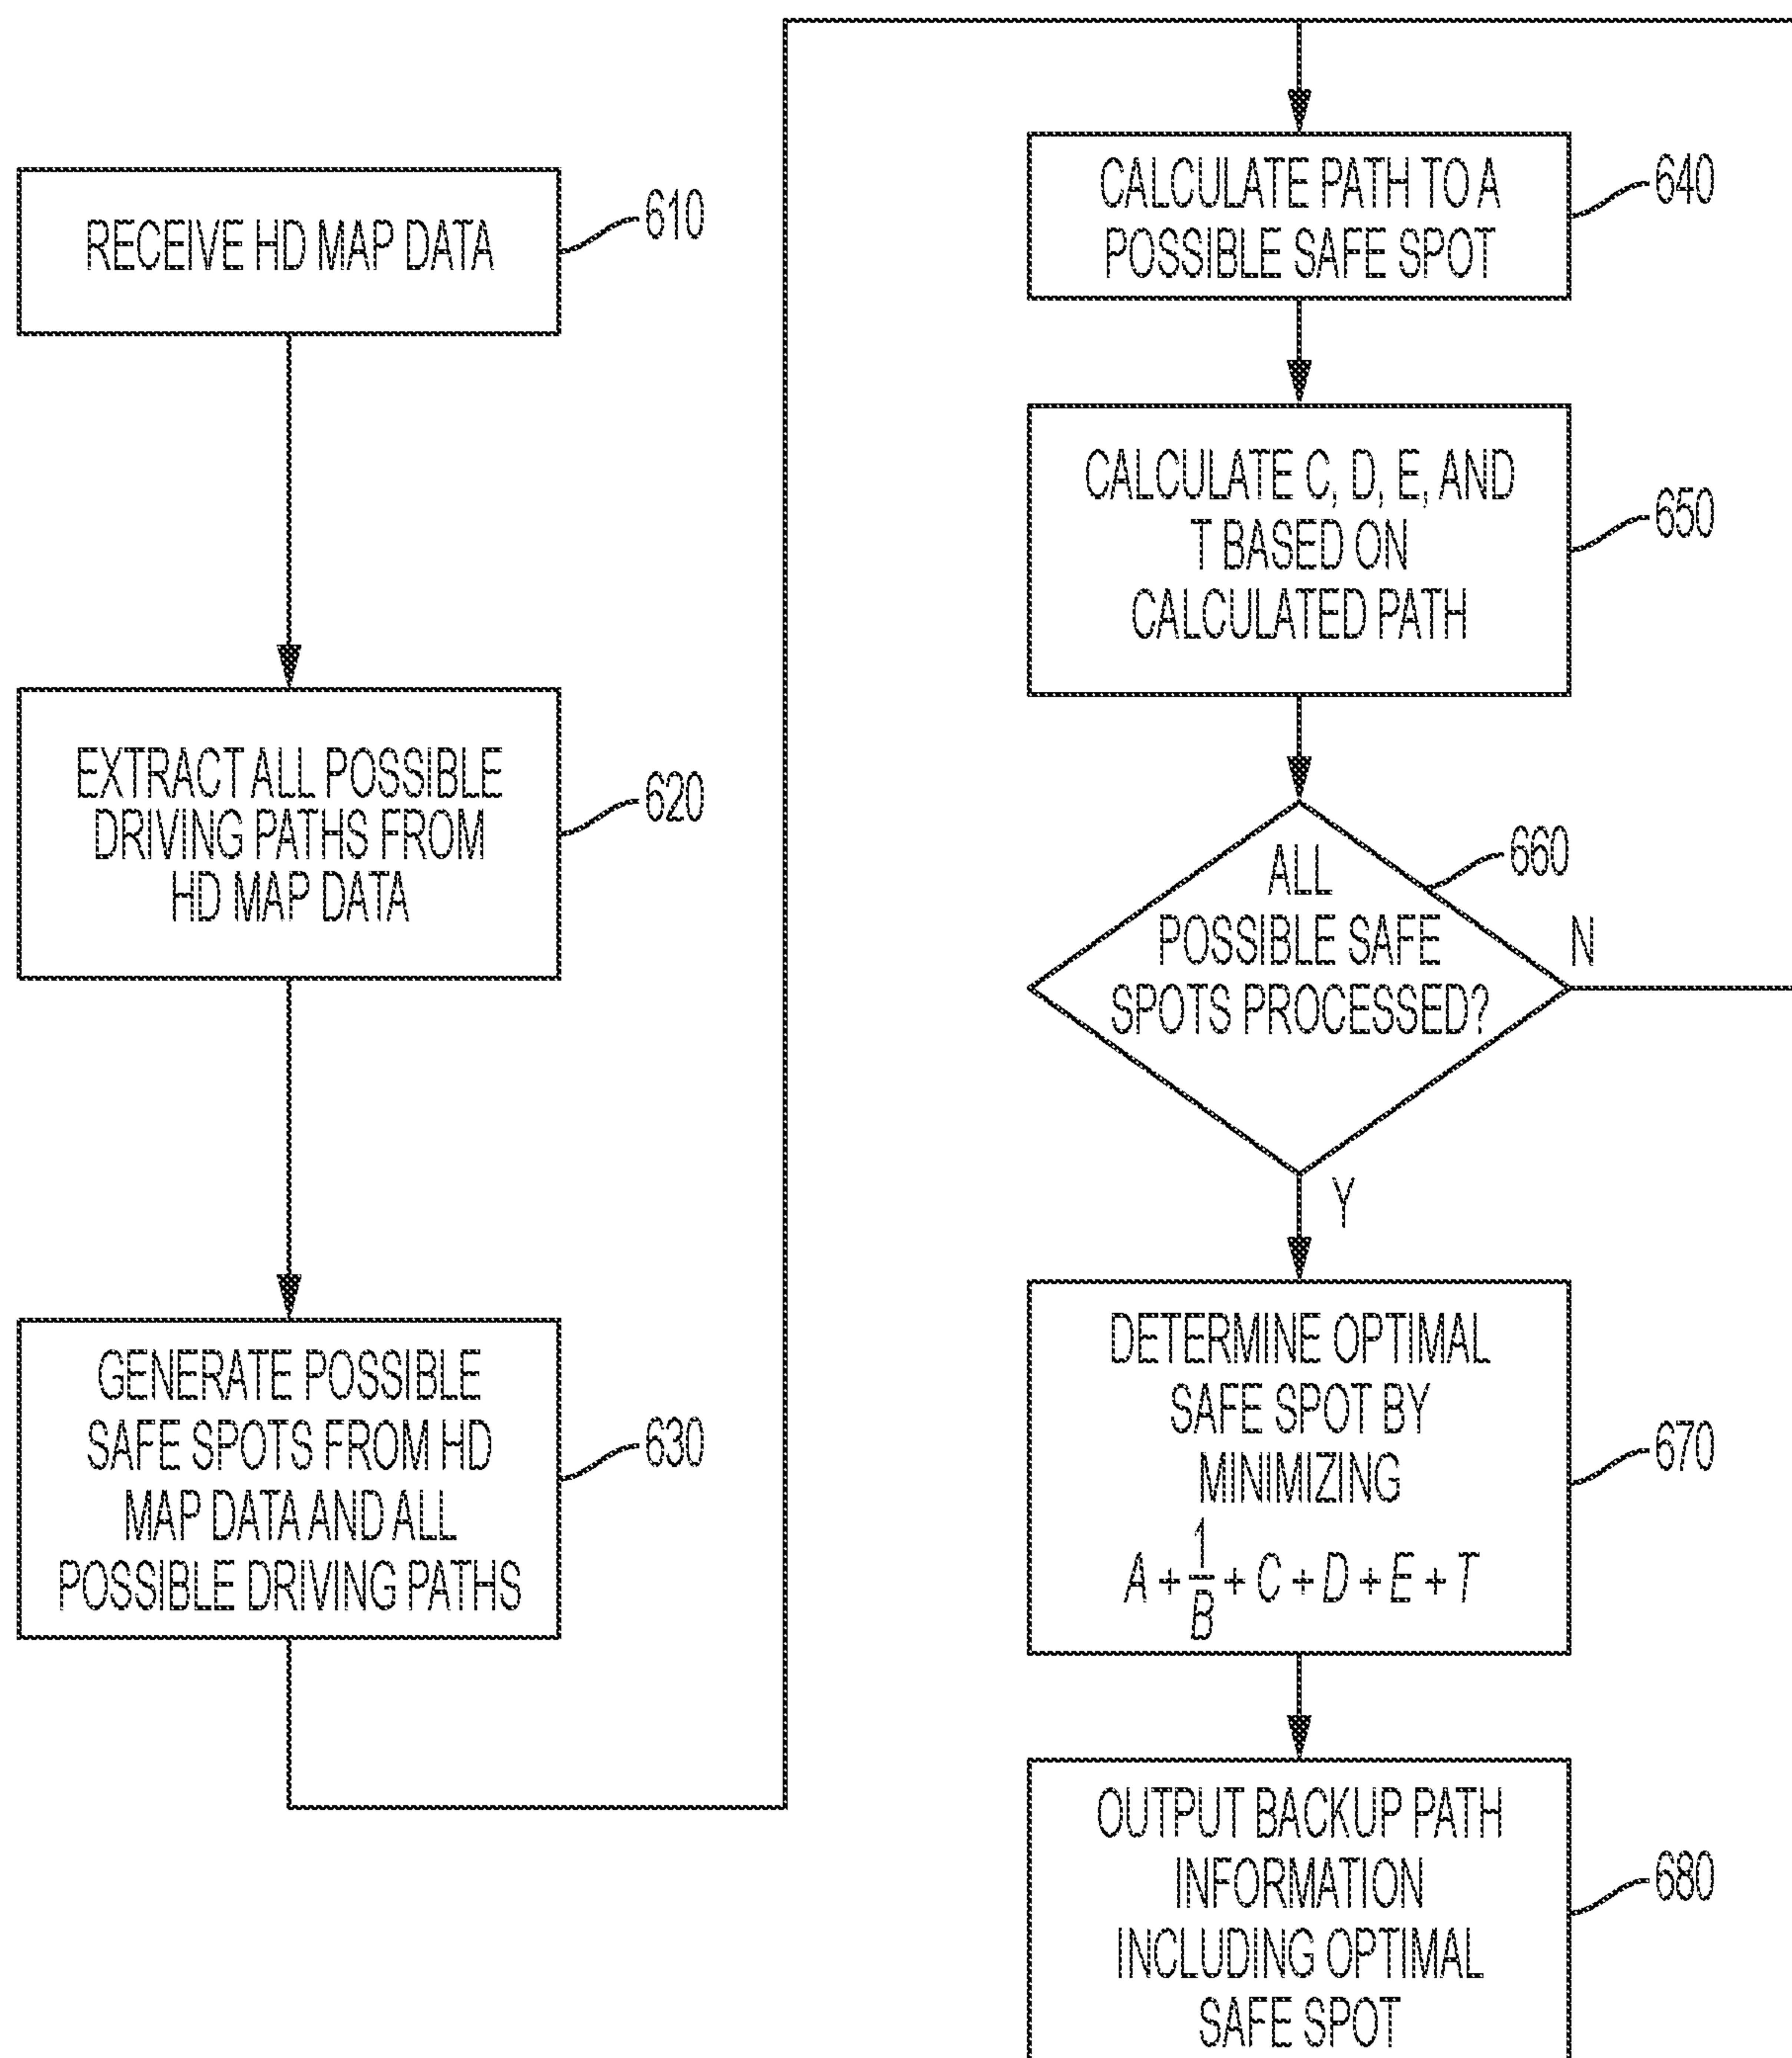 RECEIVE HD MAP DATA
610
EXTRACT ALL POSSIBLE
DRIVING PATHS FROM
HD MAP DATA
620
GENERATE POSSIBLE
SAFE SPOTS FROM HD
MAP DATA AND ALL
POSSIBLE DRIVING PATHS
630
CALCULATE PATH TO A
POSSIBLE SAFE SPOT
640
CALCULATE C, D, E, AND
T BASED ON
CALCULATED PATH
650
ALL
POSSIBLE SAFE
SPOTS PROCESSED?
660
N
Y
DETERMINE OPTIMAL
SAFE SPOT BY
MINIMIZING
A + 1/B + C + D + E + T
670
OUTPUT BACKUP PATH
INFORMATION
INCLUDING OPTIMAL
SAFE SPOT
680